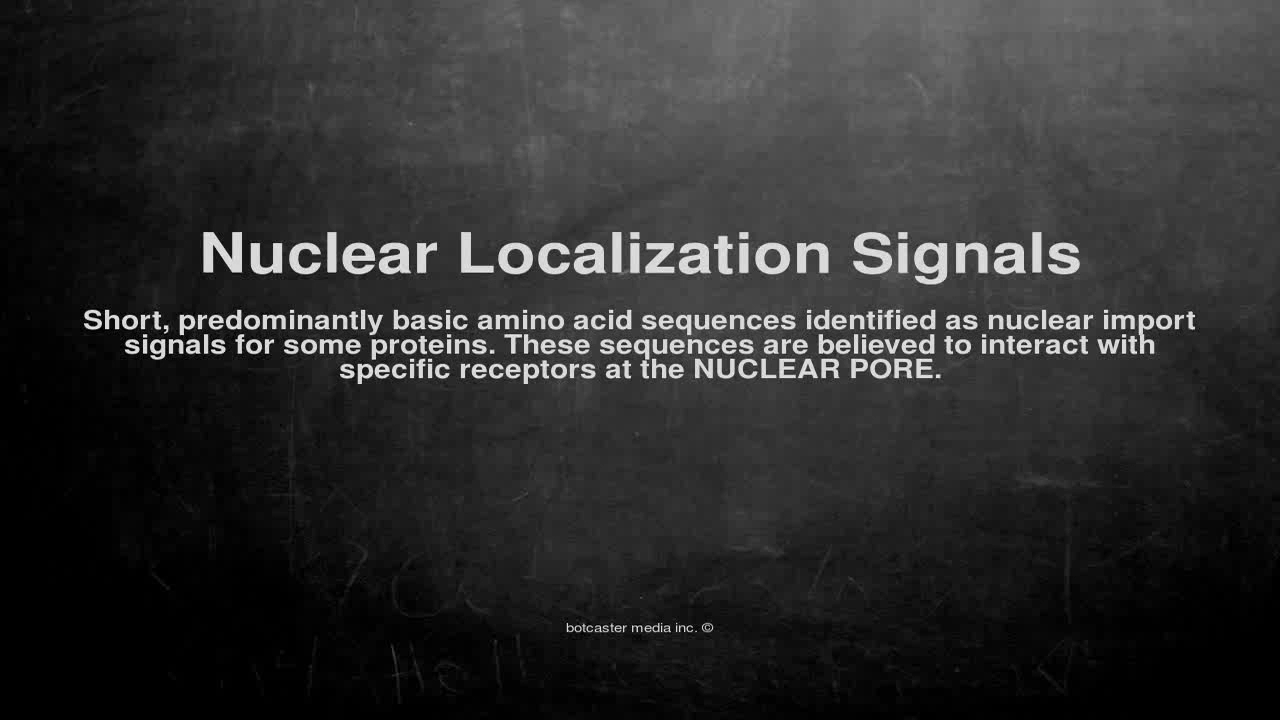 Nuclear Localization Signals
Short, predominantly basic amino acid sequences identified as nuclear import
signals for some proteins. These sequences are believed to interact with
specific receptors at the NUCLEAR PORE.
botcaster media inc. ©